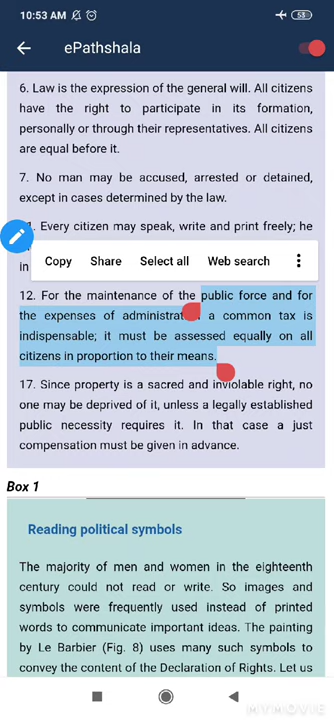 10:53 AM
53
ePathshala
6. Law is the expression of the general will. All citizens
have the right to participate in its formation,
personally or through their representatives. All citizens
are equal before it.
7. No man may be accused, arrested or detained,
except in cases determined by the law.
1. Every citizen may speak, write and print freely; he
Copy Share Select all Web search
in
12. For the maintenance of the public force and for
the expenses of a common tax is
indispensable; it must be assessed equally on all
citizens in proportion to their means.
17. Since property is a sacred and inviolable right, no
one may be deprived of it, unless a legally established
public necessity requires it. In that case a just
compensation must be given in advance.
Box 1
Reading political symbols
The majority of men and women in the eighteenth
century could not read or write. So images and
symbols were frequently used instead of printed
words to communicate important ideas. The painting
by Le Barbier (Fig. 8) uses many such symbols to
convey the content of the Declaration of Rights. Let us
MYMOVIE